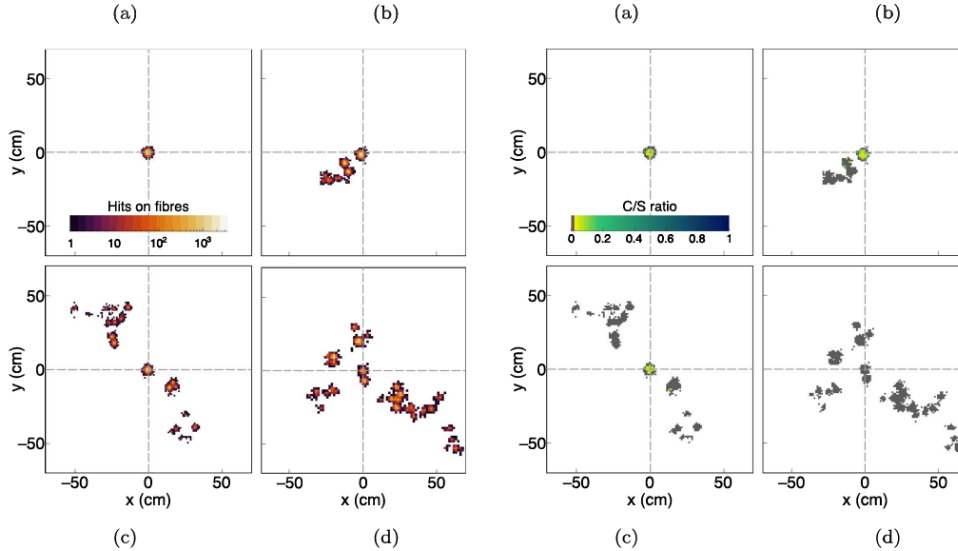 (a) (b) (a) (b)
50 50
y (cm) 0 y (cm) 0
Hits on fibres C/S ratio
−50 1 10 10² 10³ −50 0 0.2 0.4 0.6 0.8 1
50 50
y (cm) 0 y (cm) 0
−50 −50
−50 0 50 −50 0 50 −50 0 50 −50 0 50
x (cm) x (cm) x (cm) x (cm)
(c) (d) (c) (d)